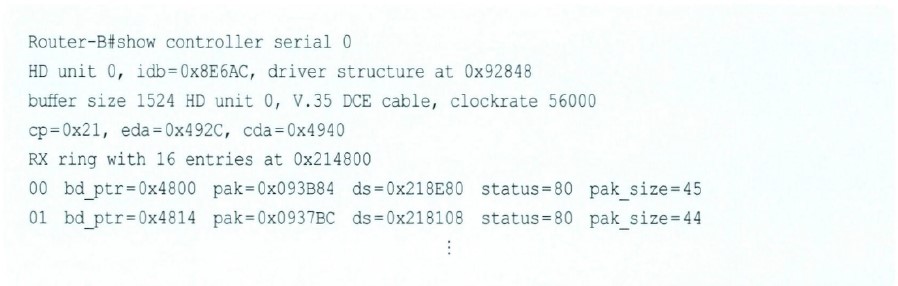 Router-B#show controller serial 0
HD unit 0, idb=0x8E6AC, driver structure at 0x92848
buffer size 1524 HD unit 0, V.35 DCE cable, clockrate 56000
cp=0x21, eda=0x492C, cda=0x4940
RX ring with 16 entries at 0x214800
00 bd_ptr=0x4800 pak=0x093B84 ds=0x218E80 status=80 pak_size=45
01 bd_ptr=0x4814 pak=0x0937BC ds=0x218108 status=80 pak_size=44
⋮